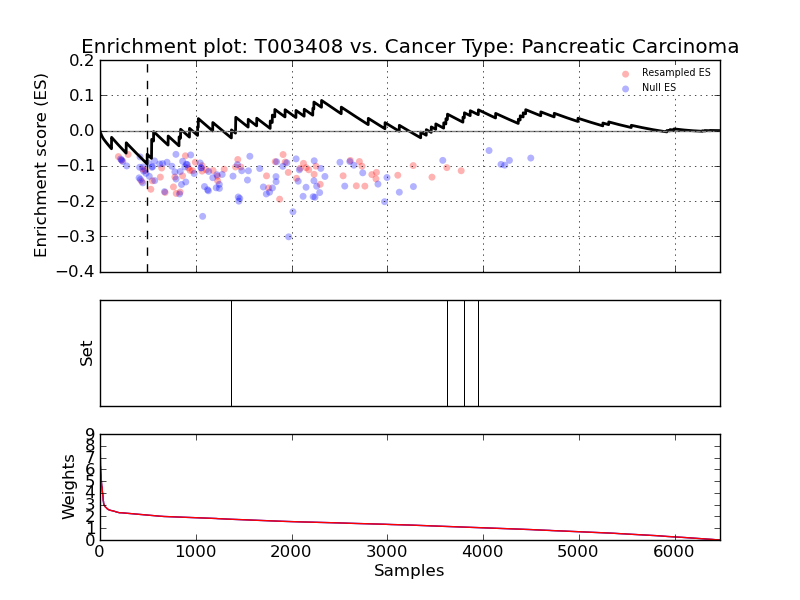 Enrichment plot: T003408 vs. Cancer Type: Pancreatic Carcinoma
Enrichment score (ES)
0.2
0.1
0.0
−0.1
−0.2
−0.3
−0.4
Resampled ES
Null ES
Set
Weights
9
8
7
6
5
4
3
2
1
0
0 1000 2000 3000 4000 5000 6000
Samples